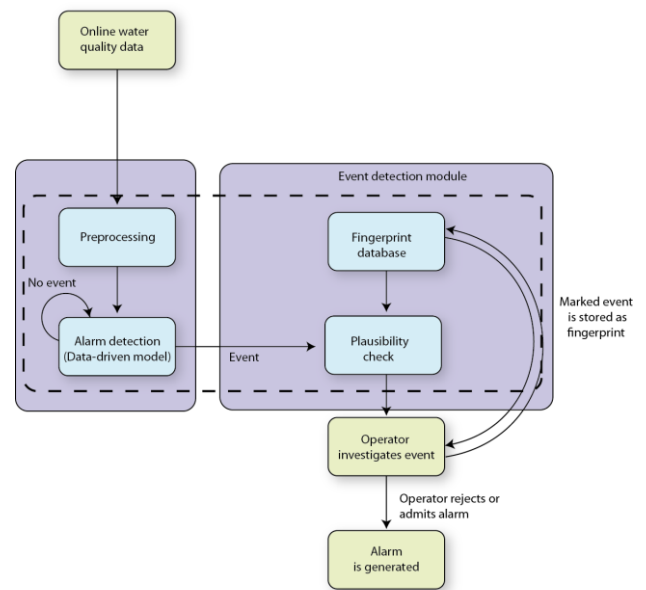 Online water
quality data
Event detection module
Preprocessing
Fingerprint
database
No event
Marked event
is stored as
fingerprint
Alarm detection
(Data-driven model)
Event
Plausibility
check
Operator
investigates event
Operator rejects or
admits alarm
Alarm
is generated